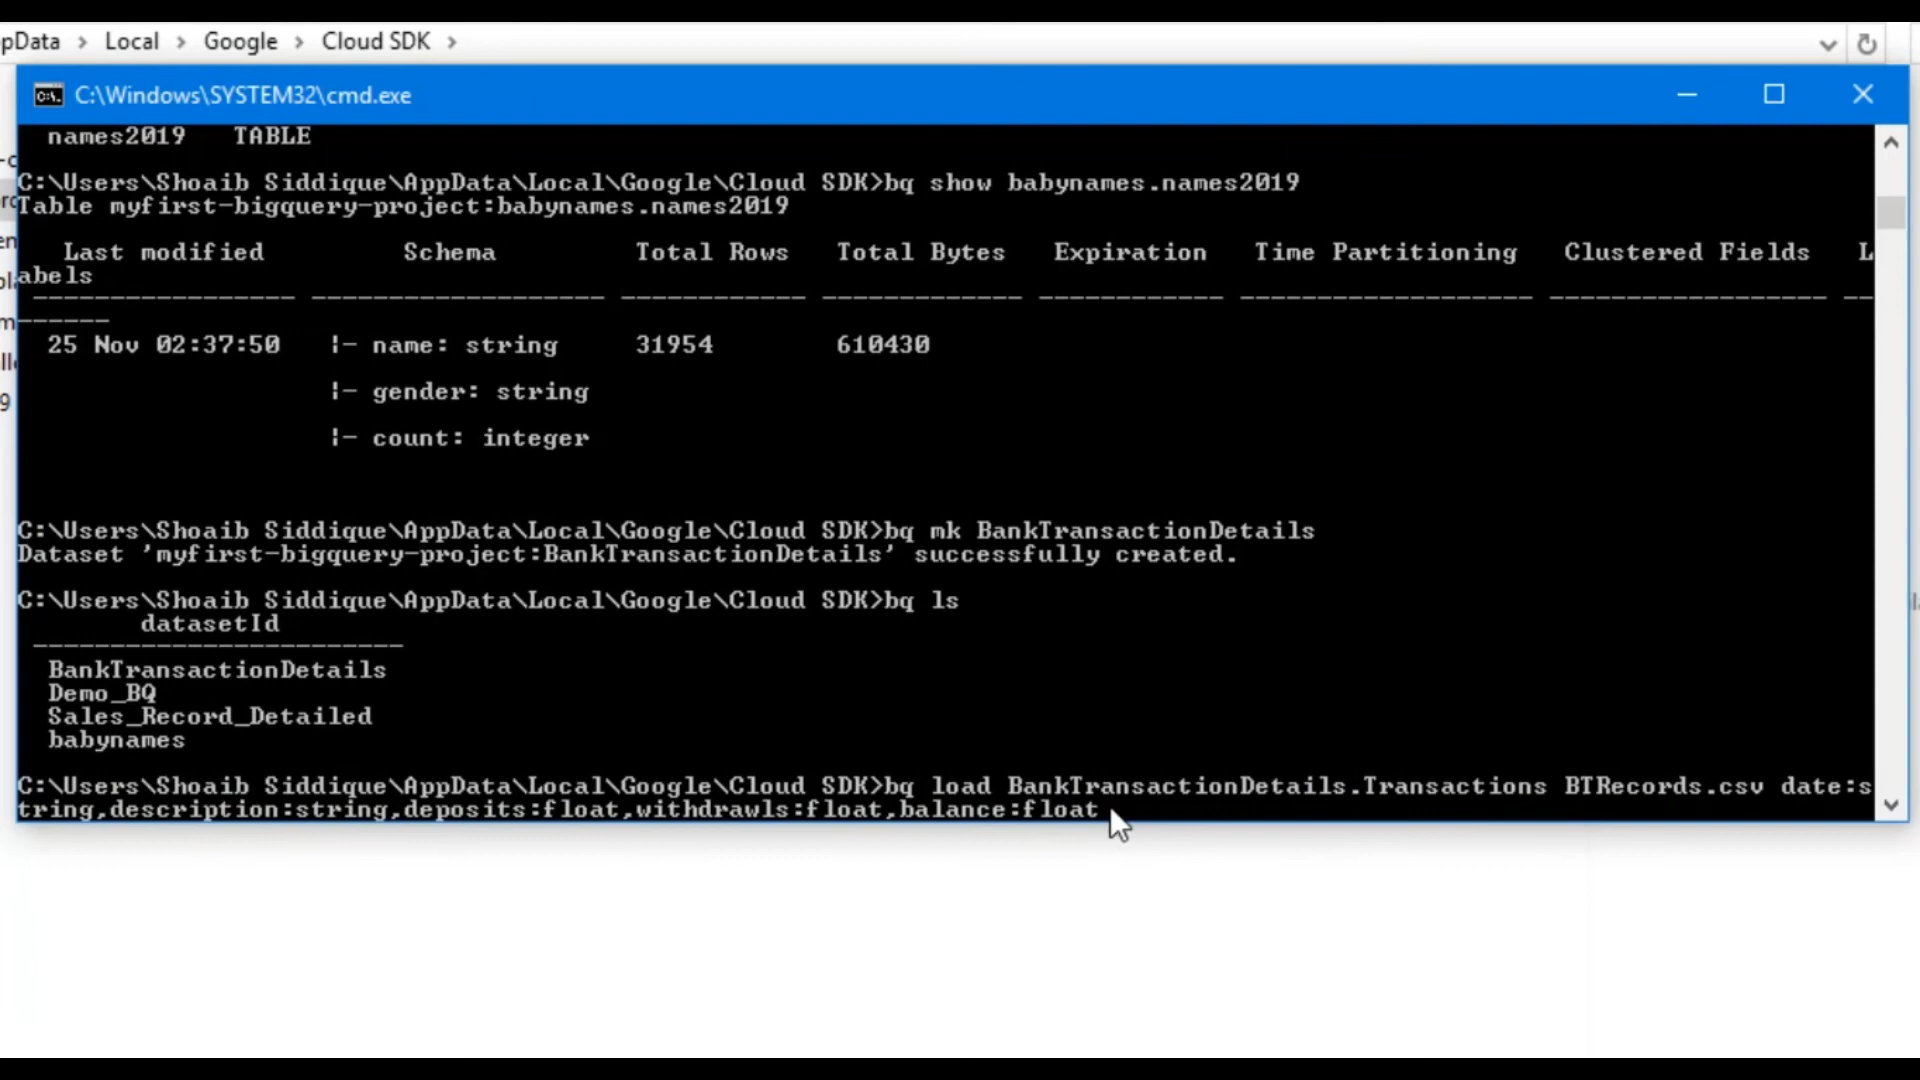 pData > Local > Google > Cloud SDK >
C:\Windows\SYSTEM32\cmd.exe
names2019 TABLE
C:\Users\Shoaib Siddique\AppData\Local\Google\Cloud SDK>bq show babynames.names2019
Table myfirst-bigquery-project:babynames.names2019
Last modified Schema Total Rows Total Bytes Expiration Time Partitioning Clustered Fields L
abels
----------------- ------------------- ------------ ------------- ------------ ------------------- ------------------ --
------
25 Nov 02:37:50 |- name: string 31954 610430
|- gender: string
|- count: integer
C:\Users\Shoaib Siddique\AppData\Local\Google\Cloud SDK>bq mk BankTransactionDetails
Dataset 'myfirst-bigquery-project:BankTransactionDetails' successfully created.
C:\Users\Shoaib Siddique\AppData\Local\Google\Cloud SDK>bq ls
datasetId
------------------------
BankTransactionDetails
Demo_BQ
Sales_Record_Detailed
babynames
C:\Users\Shoaib Siddique\AppData\Local\Google\Cloud SDK>bq load BankTransactionDetails.Transactions BTRecords.csv date:s
tring,description:string,deposits:float,withdrawls:float,balance:float